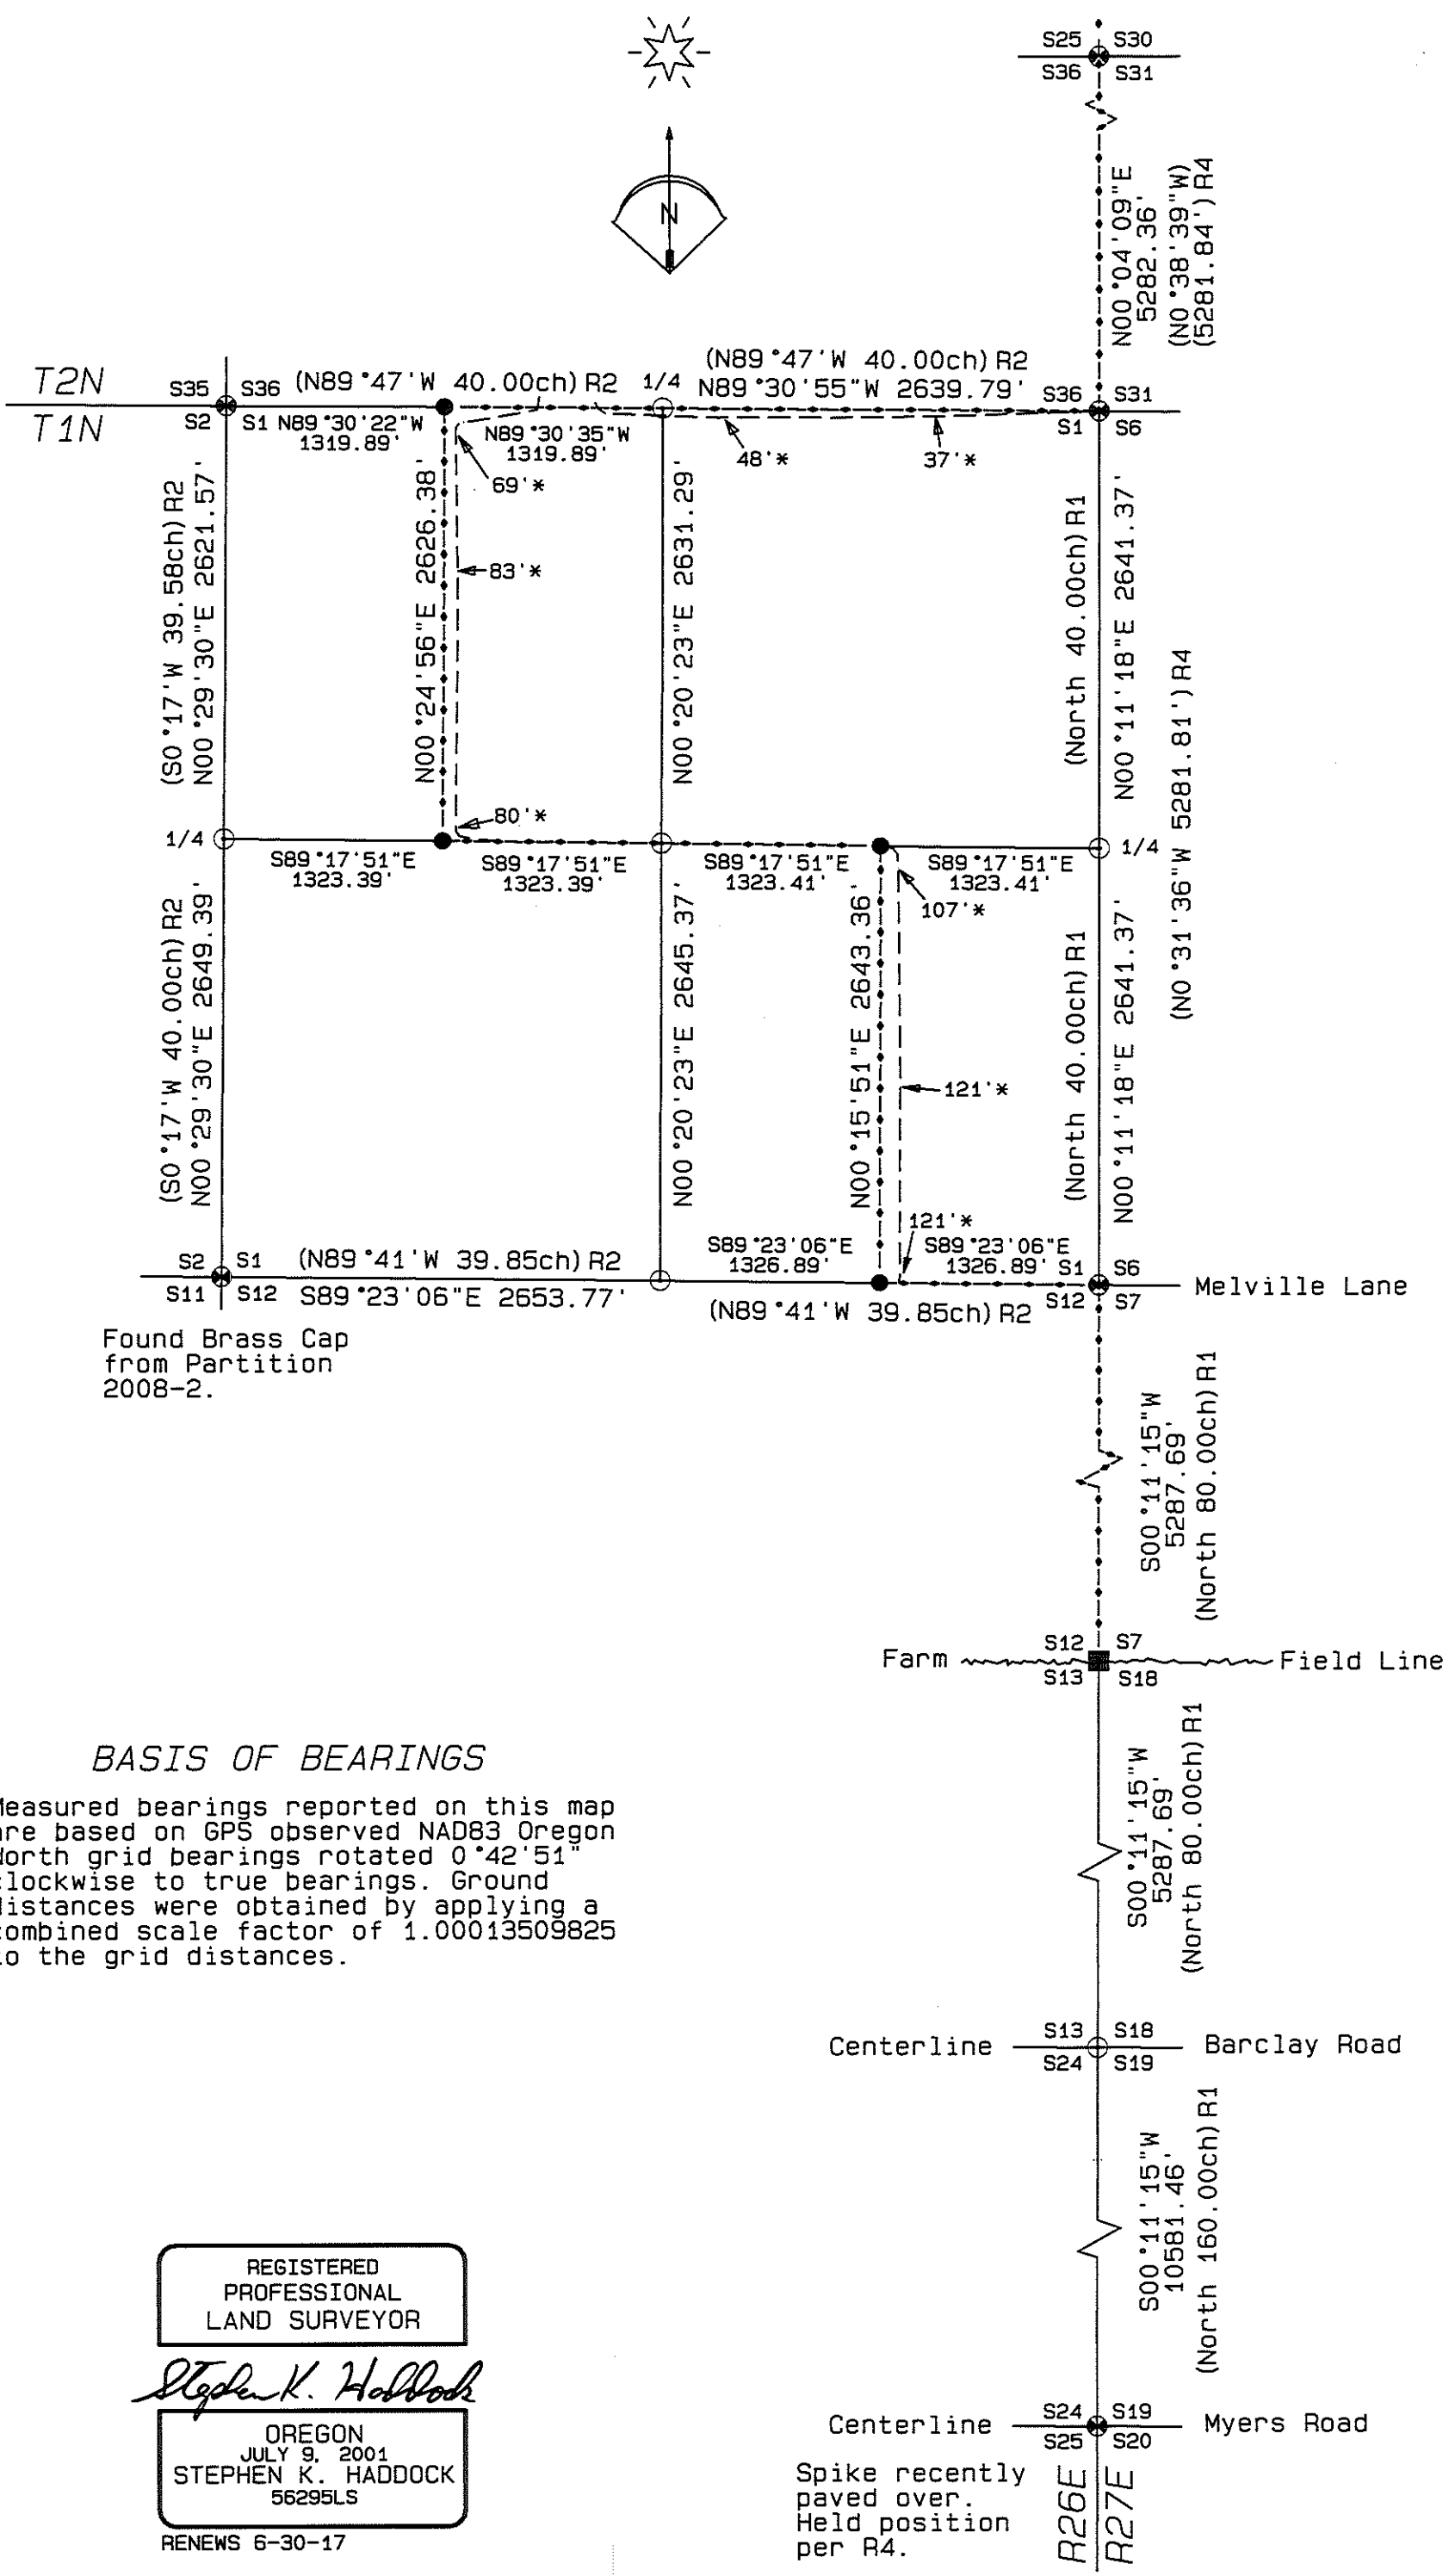 S25 S30
S36 S31
N00°04'09"E
5282.36'
(N0°38'39"W)
(5281.84')R4
N
T2N
T1N
S35 S36
S2 S1
(N89°47'W 40.00ch)R2
1/4
(N89°47'W 40.00ch)R2
N89°30'55"W 2639.79'
S36 S31
S1 S6
N89°30'22"W
1319.89'
N89°30'35"W
1319.89'
48'*
37'*
69'*
83'*
80'*
(S0°17'W 39.58ch)R2
N00°29'30"E 2621.57'
N00°24'56"E 2626.38'
N00°20'23"E 2631.29'
(North 40.00ch)R1
N00°11'18"E 2641.37'
(N0°31'36"W 5281.81')R4
1/4
S89°17'51"E
1323.39'
S89°17'51"E
1323.39'
S89°17'51"E
1323.41'
S89°17'51"E
1323.41'
1/4
107'*
121'*
121'*
(S0°17'W 40.00ch)R2
N00°29'30"E 2649.39'
N00°20'23"E 2645.37'
N00°15'51"E 2643.36'
(North 40.00ch)R1
N00°11'18"E 2641.37'
S2 S1
S11 S12
(N89°41'W 39.85ch)R2
S89°23'06"E 2653.77'
S89°23'06"E
1326.89'
S89°23'06"E
1326.89'
(N89°41'W 39.85ch)R2
S1 S6
S12 S7
Melville Lane
Found Brass Cap
from Partition
2008-2.
S00°11'15"W
5287.69'
(North 80.00ch)R1
S12 S7
S13 S18
Farm Field Line
S00°11'15"W
5287.69'
(North 80.00ch)R1
BASIS OF BEARINGS
Measured bearings reported on this map
are based on GPS observed NAD83 Oregon
North grid bearings rotated 0°42'51"
clockwise to true bearings. Ground
distances were obtained by applying a
combined scale factor of 1.00013509825
to the grid distances.
S13 S18
S24 S19
Centerline Barclay Road
S00°11'15"W
10581.46'
(North 160.00ch)R1
REGISTERED
PROFESSIONAL
LAND SURVEYOR
Stephen K. Haddock
OREGON
JULY 9, 2001
STEPHEN K. HADDOCK
56295LS
RENEWS 6-30-17
S24 S19
S25 S20
Centerline Myers Road
Spike recently
paved over.
Held position
per R4.
R26E
R27E